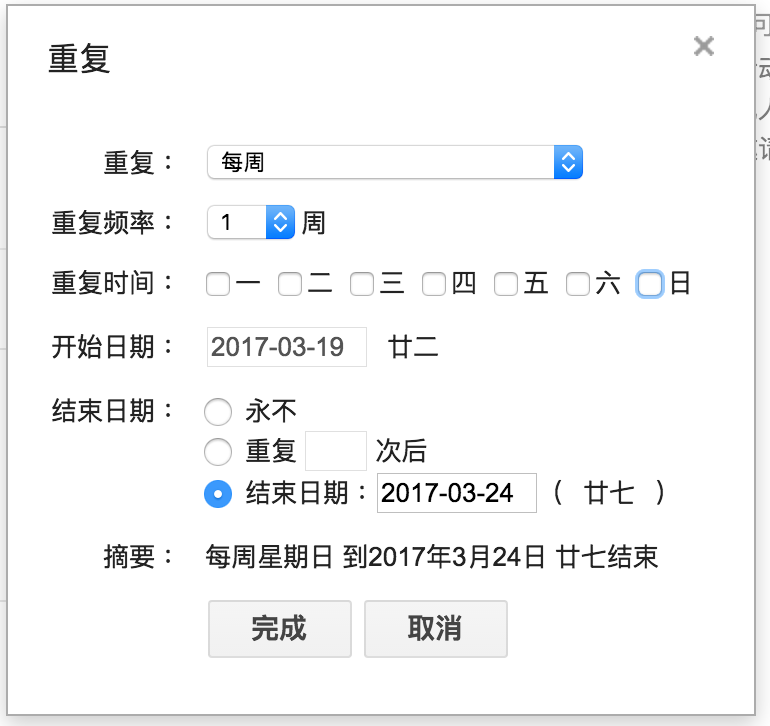 重复
重复： 每周
重复频率： 1 周
重复时间： 一 二 三 四 五 六 日
开始日期： 2017-03-19 廿二
结束日期： 永不
重复 次后
结束日期：2017-03-24 ( 廿七 )
摘要： 每周星期日 到2017年3月24日 廿七结束
完成 取消